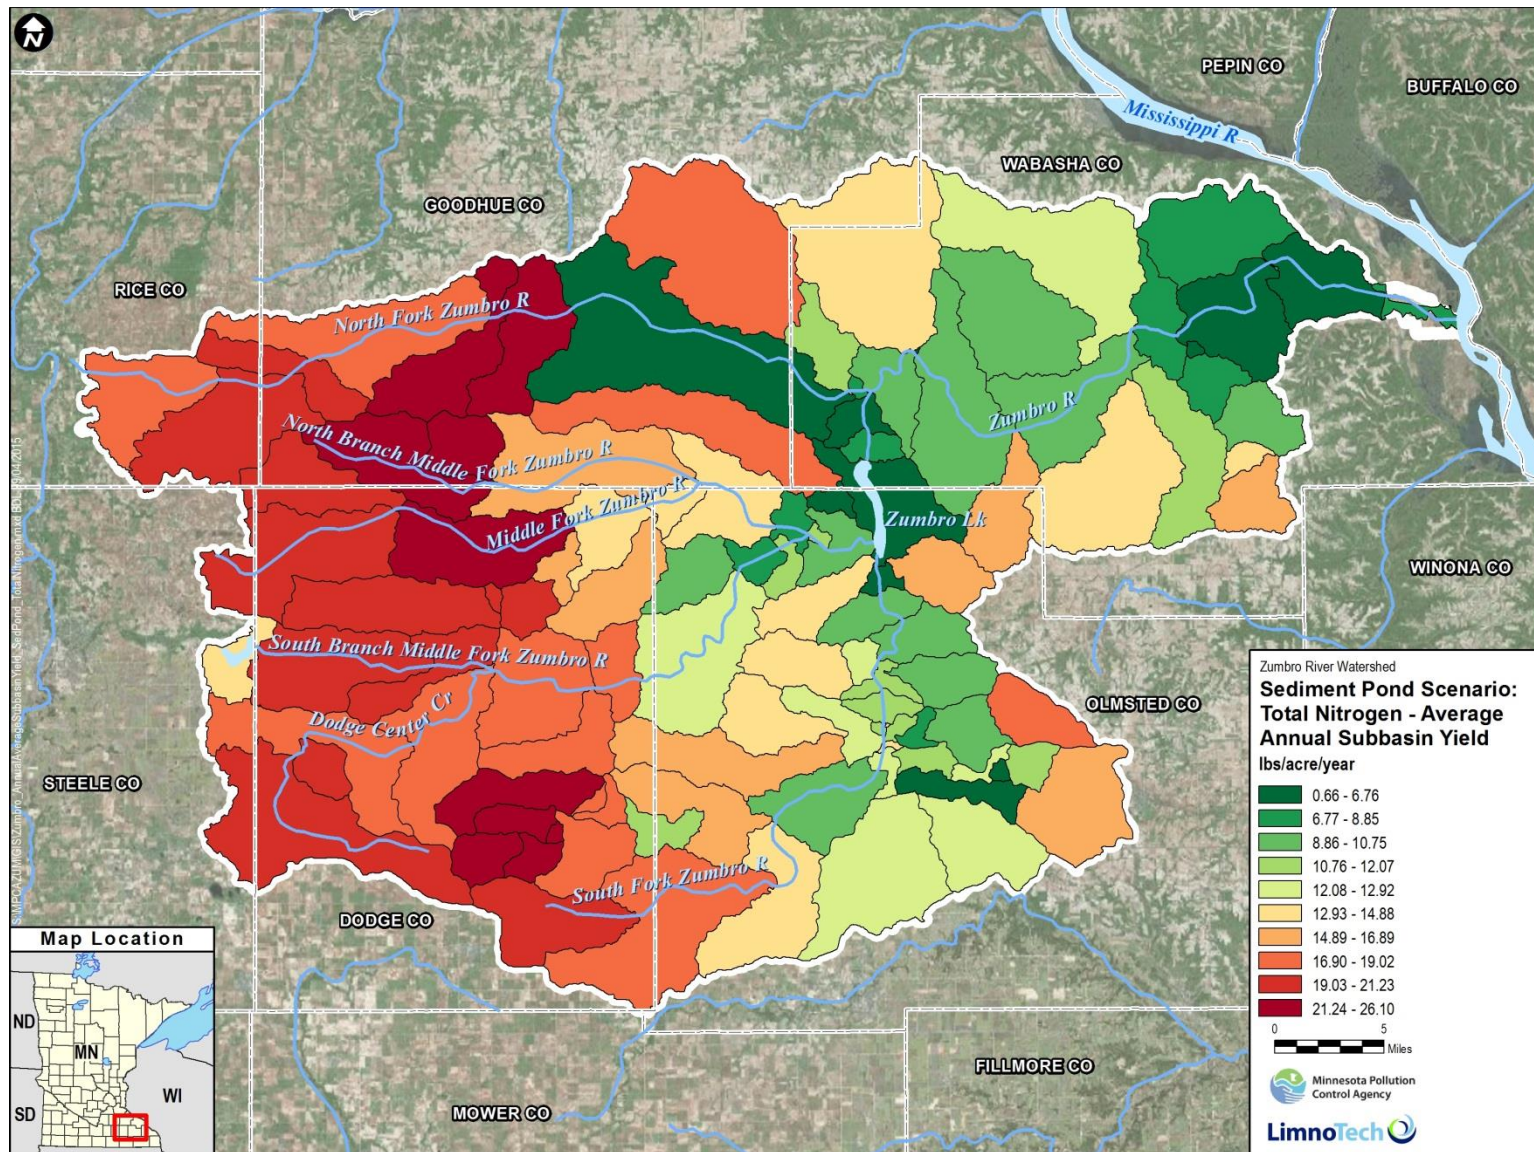 N
PEPIN CO
BUFFALO CO
Mississippi R
WABASHA CO
GOODHUE CO
RICE CO
North Fork Zumbro R
Zumbro R
North Branch Middle Fork Zumbro R
Middle Fork Zumbro R
Zumbro Lk
WINONA CO
South Branch Middle Fork Zumbro R
Dodge Center Cr
OLMSTED CO
STEELE CO
South Fork Zumbro R
DODGE CO
FILLMORE CO
MOWER CO
Map Location
ND
MN
SD
WI
Zumbro River Watershed
Sediment Pond Scenario:
Total Nitrogen - Average
Annual Subbasin Yield
lbs/acre/year
0.66 - 6.76
6.77 - 8.85
8.86 - 10.75
10.76 - 12.07
12.08 - 12.92
12.93 - 14.88
14.89 - 16.89
16.90 - 19.02
19.03 - 21.23
21.24 - 26.10
0 5
Miles
Minnesota Pollution
Control Agency
LimnoTech